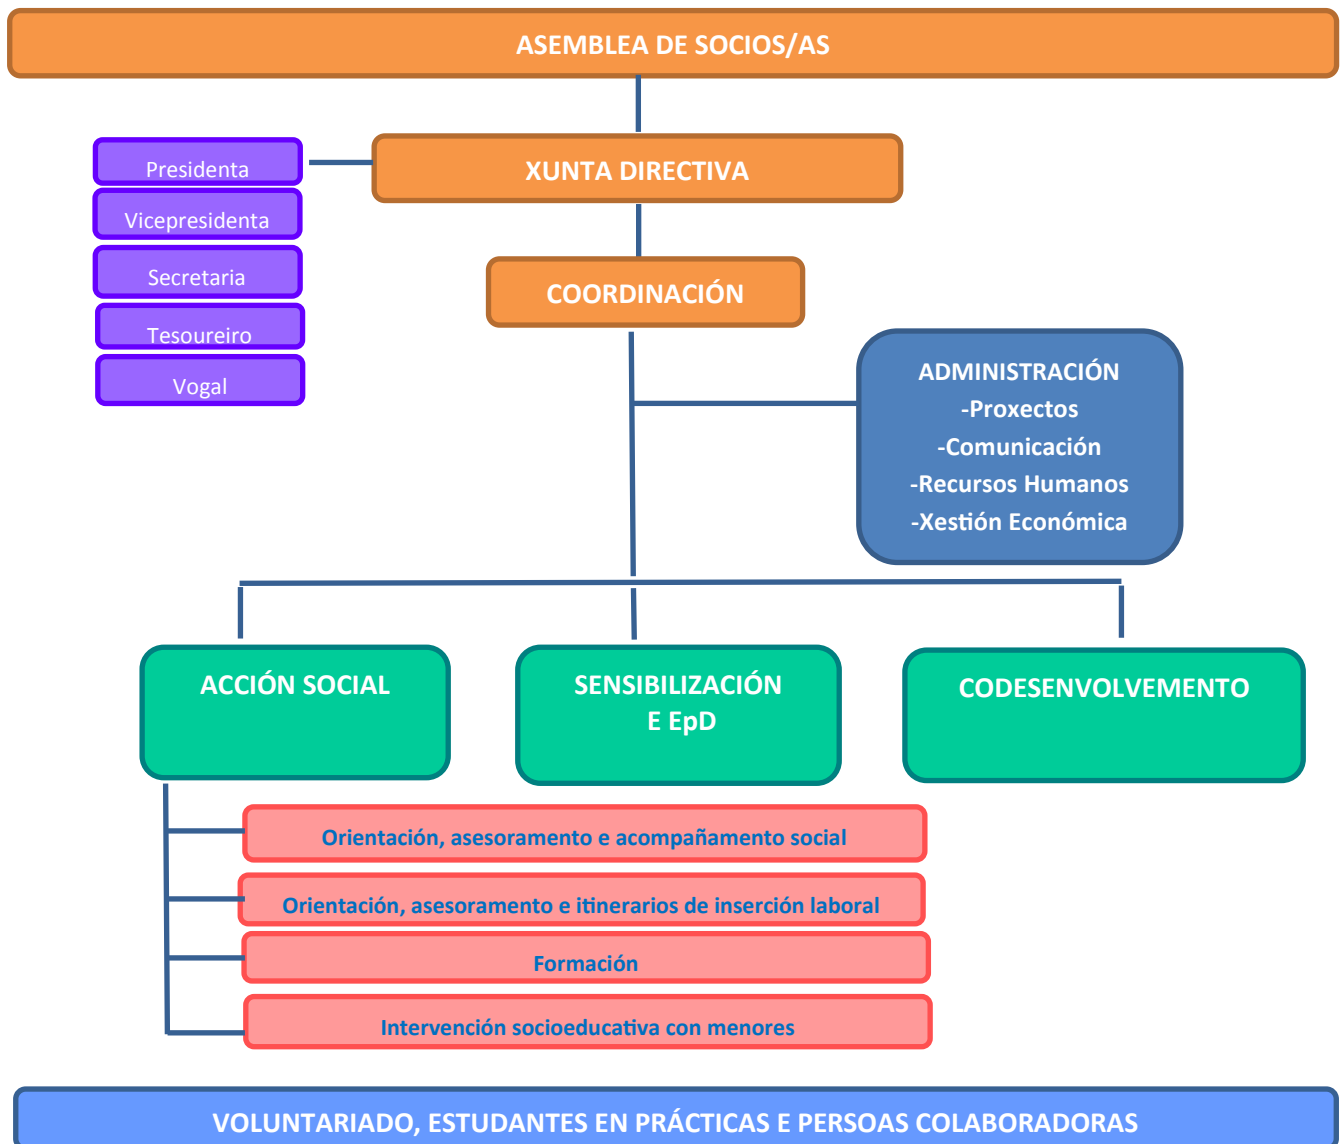 ASEMBLEA DE SOCIOS/AS
XUNTA DIRECTIVA
Presidenta
Vicepresidenta
Secretaria
Tesoureiro
Vogal
COORDINACIÓN
ADMINISTRACIÓN
-Proxectos
-Comunicación
-Recursos Humanos
-Xestión Económica
ACCIÓN SOCIAL
SENSIBILIZACIÓN
E EpD
CODESENVOLVEMENTO
Orientación, asesoramento e acompañamento social
Orientación, asesoramento e itinerarios de inserción laboral
Formación
Intervención socioeducativa con menores
VOLUNTARIADO, ESTUDANTES EN PRÁCTICAS E PERSOAS COLABORADORAS